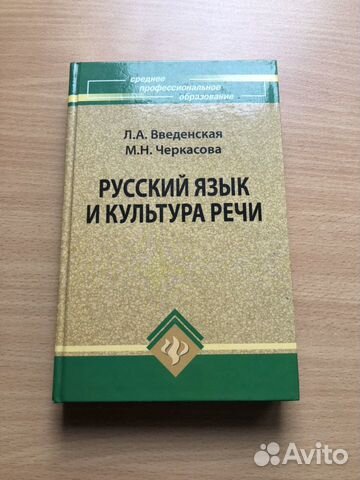 среднее
профессиональное
образование
Л.А. Введенская
М.Н. Черкасова
РУССКИЙ ЯЗЫК
И КУЛЬТУРА РЕЧИ
Avito